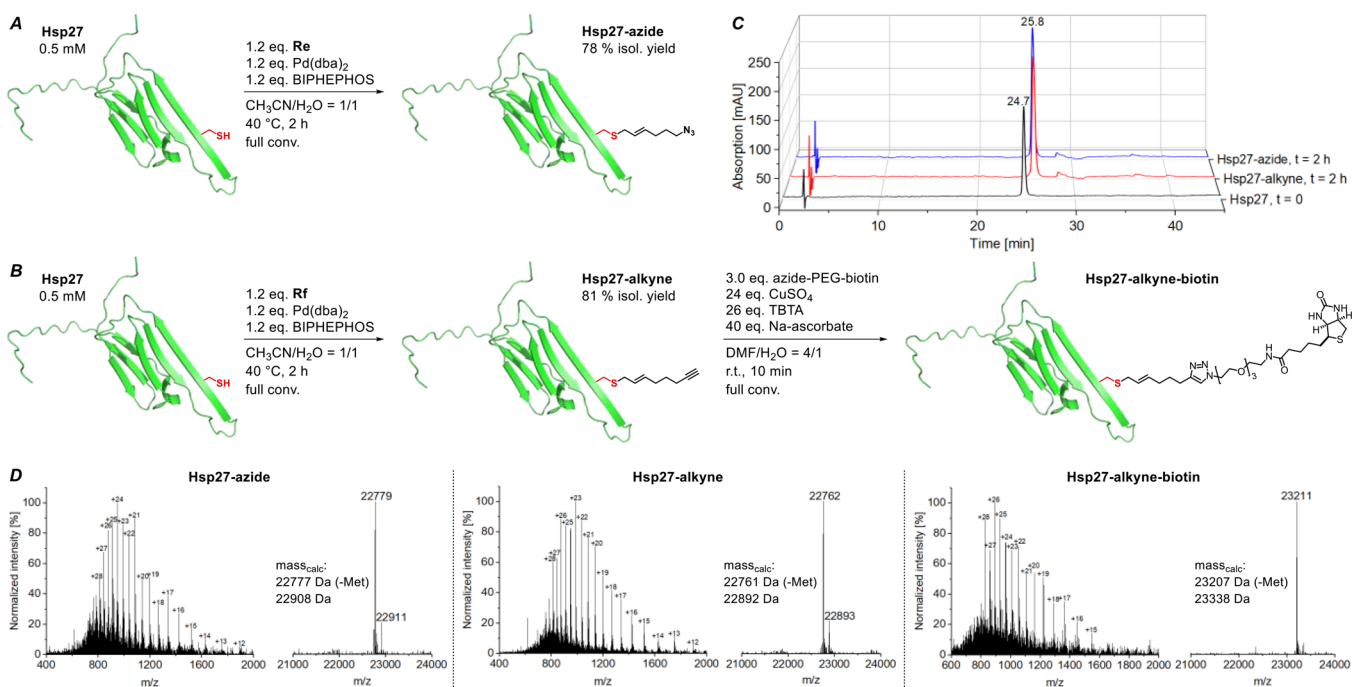 A
Hsp27
0.5 mM
SH
1.2 eq. Re
1.2 eq. Pd(dba)2
1.2 eq. BIPHEPHOS
CH3CN/H2O = 1/1
40 °C, 2 h
full conv.
Hsp27-azide
78 % isol. yield
S
N3
C
Absorption [mAU]
250
200
150
100
50
0
25.8
24.7
Hsp27-azide, t = 2 h
Hsp27-alkyne, t = 2 h
Hsp27, t = 0
0
10
20
30
40
Time [min]
B
Hsp27
0.5 mM
SH
1.2 eq. Rf
1.2 eq. Pd(dba)2
1.2 eq. BIPHEPHOS
CH3CN/H2O = 1/1
40 °C, 2 h
full conv.
Hsp27-alkyne
81 % isol. yield
S
3.0 eq. azide-PEG-biotin
24 eq. CuSO4
26 eq. TBTA
40 eq. Na-ascorbate
DMF/H2O = 4/1
r.t., 10 min
full conv.
Hsp27-alkyne-biotin
S
N=N
N
O
3
HN
O
O
HN
NH
H
H
S
D
Hsp27-azide
Normalized intensity [%]
100
80
60
40
20
0
+28
+27
+26
+25
+24
+23
+22
+21
+20
+19
+18
+17
+16
+15
+14
+13
+12
400
800
1200
1600
2000
m/z
masscalc:
22777 Da (-Met)
22908 Da
22779
22911
21000
22000
23000
24000
m/z
Hsp27-alkyne
Normalized intensity [%]
100
80
60
40
20
0
+28
+27
+26
+25
+23
+22
+21
+20
+19
+18
+17
+16
+15
+14
+13
+12
400
800
1200
1600
2000
m/z
masscalc:
22761 Da (-Met)
22892 Da
22762
22893
21000
22000
23000
24000
m/z
Hsp27-alkyne-biotin
Normalized intensity [%]
100
80
60
40
20
0
+28
+27
+26
+25
+24
+23
+22
+21
+20
+19
+18
+17
+16
+15
600
800
1000
1200
1400
1600
1800
2000
m/z
masscalc:
23207 Da (-Met)
23338 Da
23211
21000
22000
23000
24000
m/z